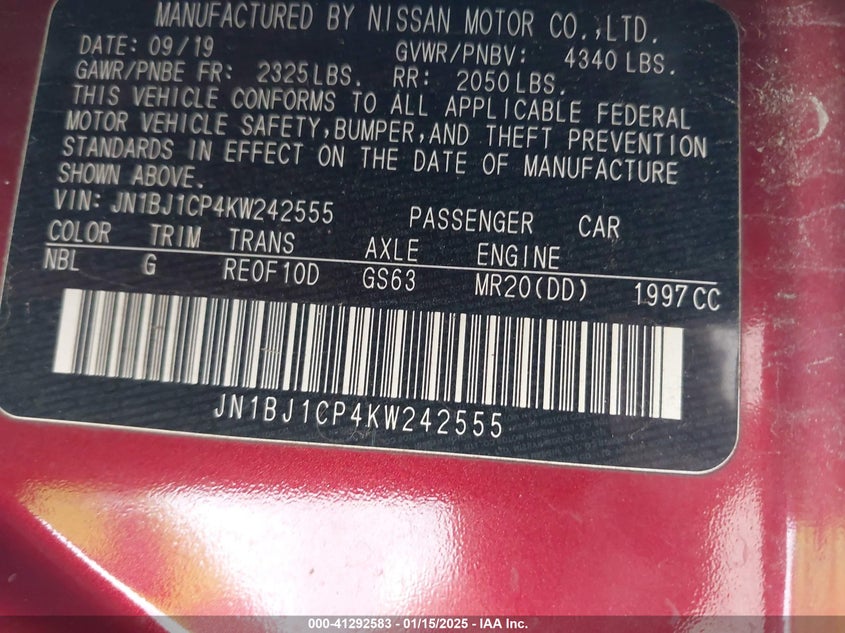 MANUFACTURED BY NISSAN MOTOR CO.,LTD.
DATE: 09/19 GVWR/PNBV: 4340 LBS.
GAWR/PNBE FR: 2325 LBS. RR: 2050 LBS.
THIS VEHICLE CONFORMS TO ALL APPLICABLE FEDERAL
MOTOR VEHICLE SAFETY, BUMPER, AND THEFT PREVENTION
STANDARDS IN EFFECT ON THE DATE OF MANUFACTURE
SHOWN ABOVE.
VIN: JN1BJ1CP4KW242555 PASSENGER CAR
COLOR TRIM TRANS AXLE ENGINE
NBL G RE0F10D GS63 MR20(DD) 1997 CC
JN1BJ1CP4KW242555
000-41292583 - 01/15/2025 - IAA Inc.